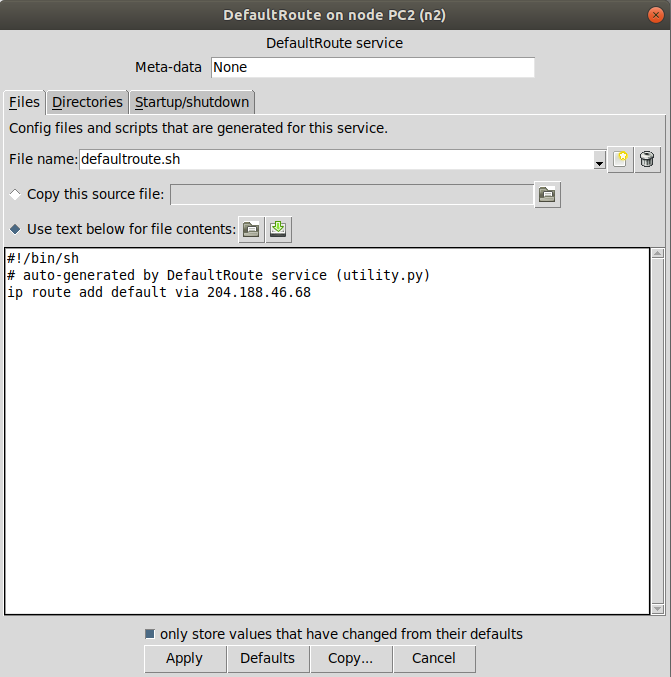 DefaultRoute on node PC2 (n2)
DefaultRoute service
Meta-data None
Files Directories Startup/shutdown
Config files and scripts that are generated for this service.
File name: defaultroute.sh
Copy this source file:
Use text below for file contents:
#!/bin/sh
# auto-generated by DefaultRoute service (utility.py)
ip route add default via 204.188.46.68
only store values that have changed from their defaults
Apply Defaults Copy... Cancel